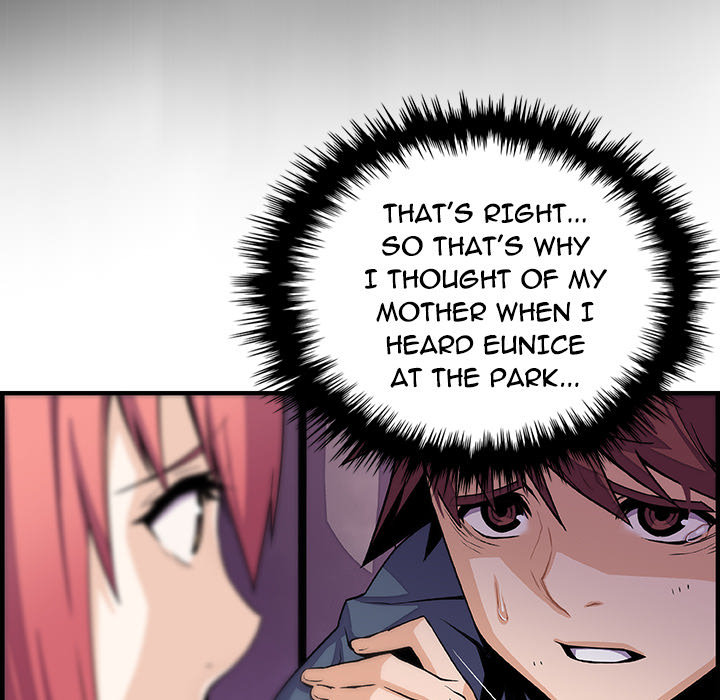 THAT'S RIGHT...
SO THAT'S WHY
I THOUGHT OF MY
MOTHER WHEN I
HEARD EUNICE
AT THE PARK...